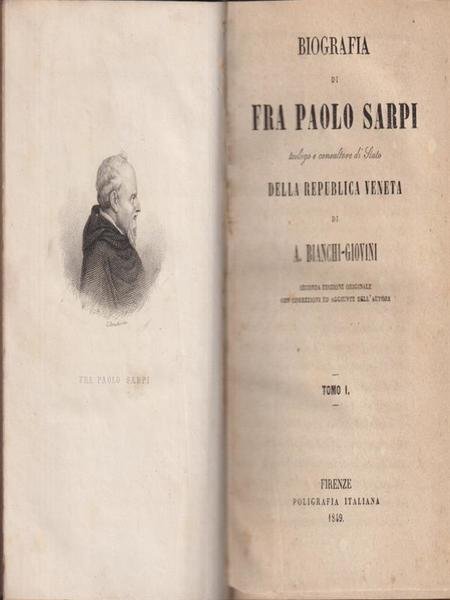 FRA PAOLO SARPI
BIOGRAFIA
DI
FRA PAOLO SARPI
teologo e consultore di Stato
DELLA REPUBLICA VENETA
DI
A. BIANCHI-GIOVINI
SECONDA EDIZIONE ORIGINALE
CON CORREZIONI ED AGGIUNTE DELL'AUTORE
TOMO I.
FIRENZE
POLIGRAFIA ITALIANA
1849.